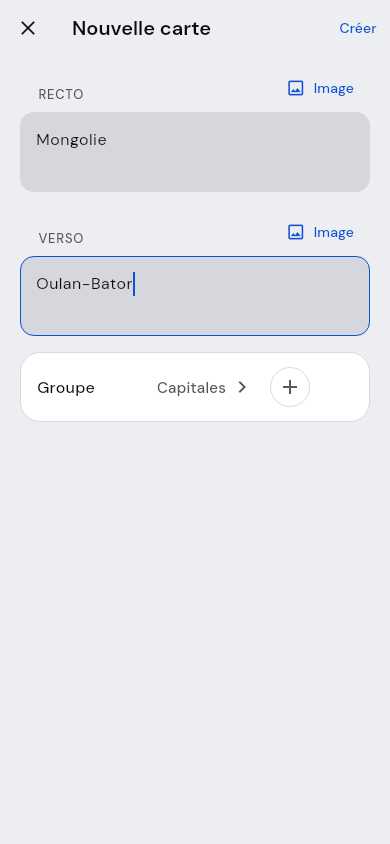 Nouvelle carte
Créer
RECTO
Image
Mongolie
VERSO
Image
Oulan-Bator
Groupe
Capitales